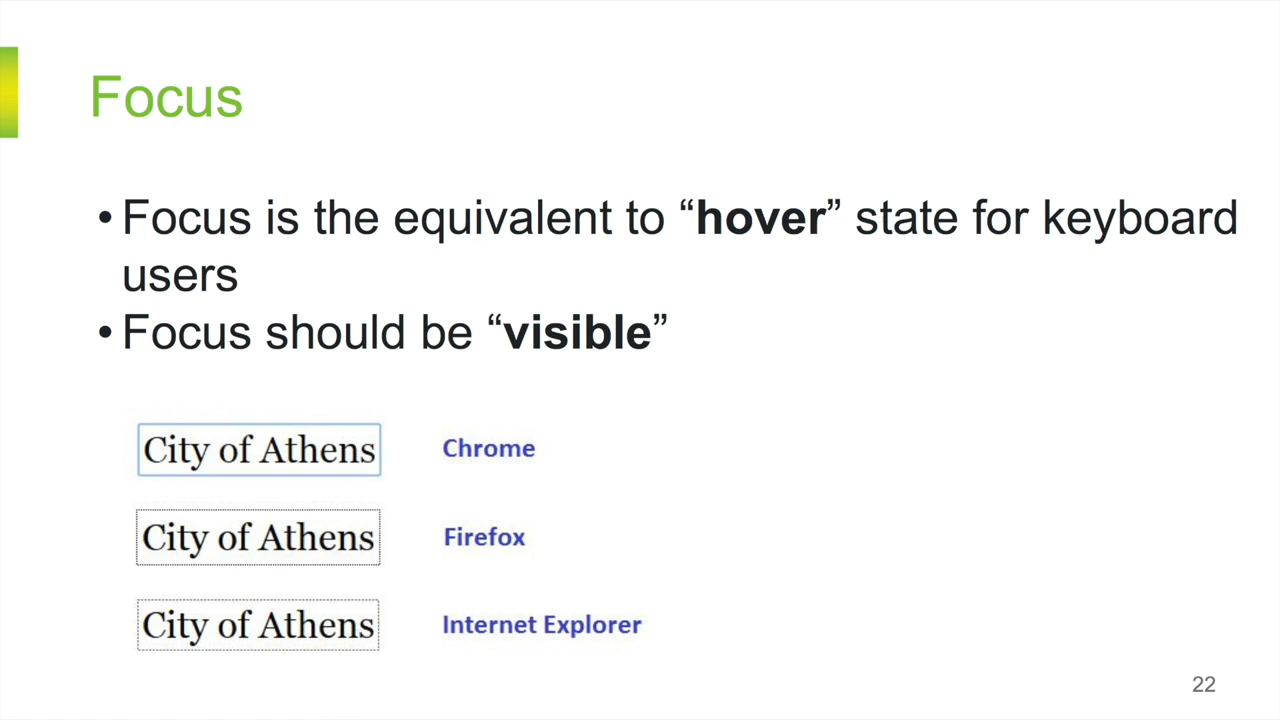 Focus
• Focus is the equivalent to “hover” state for keyboard
users
• Focus should be “visible”
City of Athens Chrome
City of Athens Firefox
City of Athens Internet Explorer
22